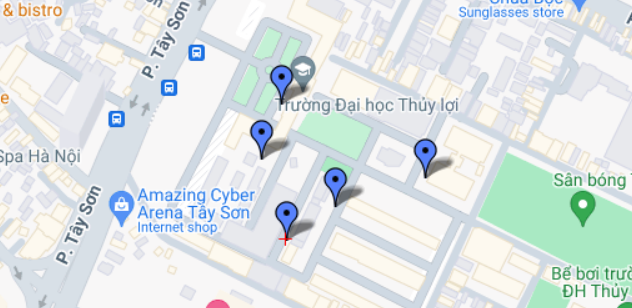 & bistro
P. Tây Sơn
Sunglasses store
Trường Đại học Thủy lợi
Spa Hà Nội
Amazing Cyber
Arena Tây Sơn
Internet shop
P. Tây Sơn
Sân bóng
Bể bơi trườ
ĐH Thủy